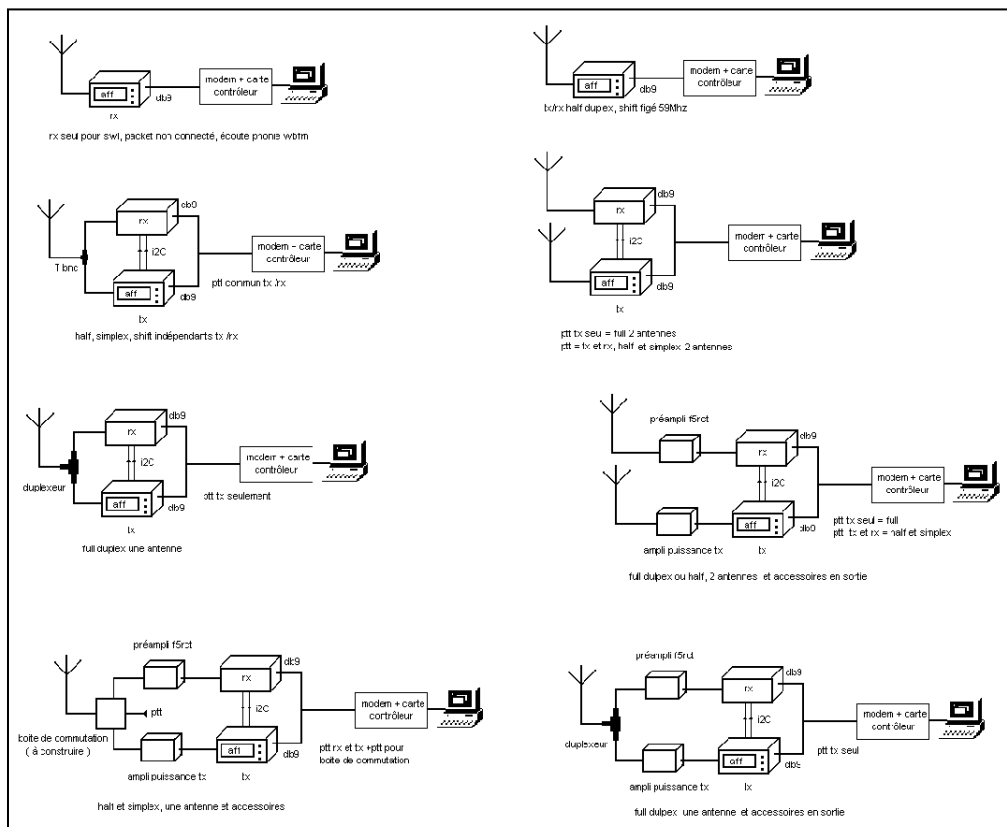 aff
db9
modem + carte
contrôleur
rx
rx seul pour swl, packet non connecté, écoute phonie wbfm
aff
db9
modem + carte
contrôleur
tx/rx half dupex, shift figé 59Mhz
rx
db9
i2C
T bnc
aff
db9
tx
modem + carte
contrôleur
ptt commun tx /rx
half, simplex, shift indépendants tx /rx
rx
db9
i2C
aff
db9
tx
modem + carte
contrôleur
ptt tx seul = full 2 antennes
ptt = tx et rx, half et simplex 2 antennes
rx
db9
i2C
duplexeur
aff
db9
tx
modem + carte
contrôleur
ptt tx seulement
full duplex une antenne
préampli f5rct
rx
db9
i2C
aff
db9
ampli puissance tx
tx
modem + carte
contrôleur
ptt tx seul = full
ptt tx et rx = half et simplex
full dulpex ou half, 2 antennes et accessoires en sortie
préampli f5rct
rx
db9
i2C
ptt
boite de commutation
( à construire )
aff
db9
ampli puissance tx
tx
modem + carte
contrôleur
ptt rx et tx +ptt pour
boite de commutation
half et simplex, une antenne et accessoires
préampli f5rct
rx
db9
i2C
duplexeur
aff
db9
ampli puissance tx
tx
modem + carte
contrôleur
ptt tx seul
full dulpex une antenne et accessoires en sortie